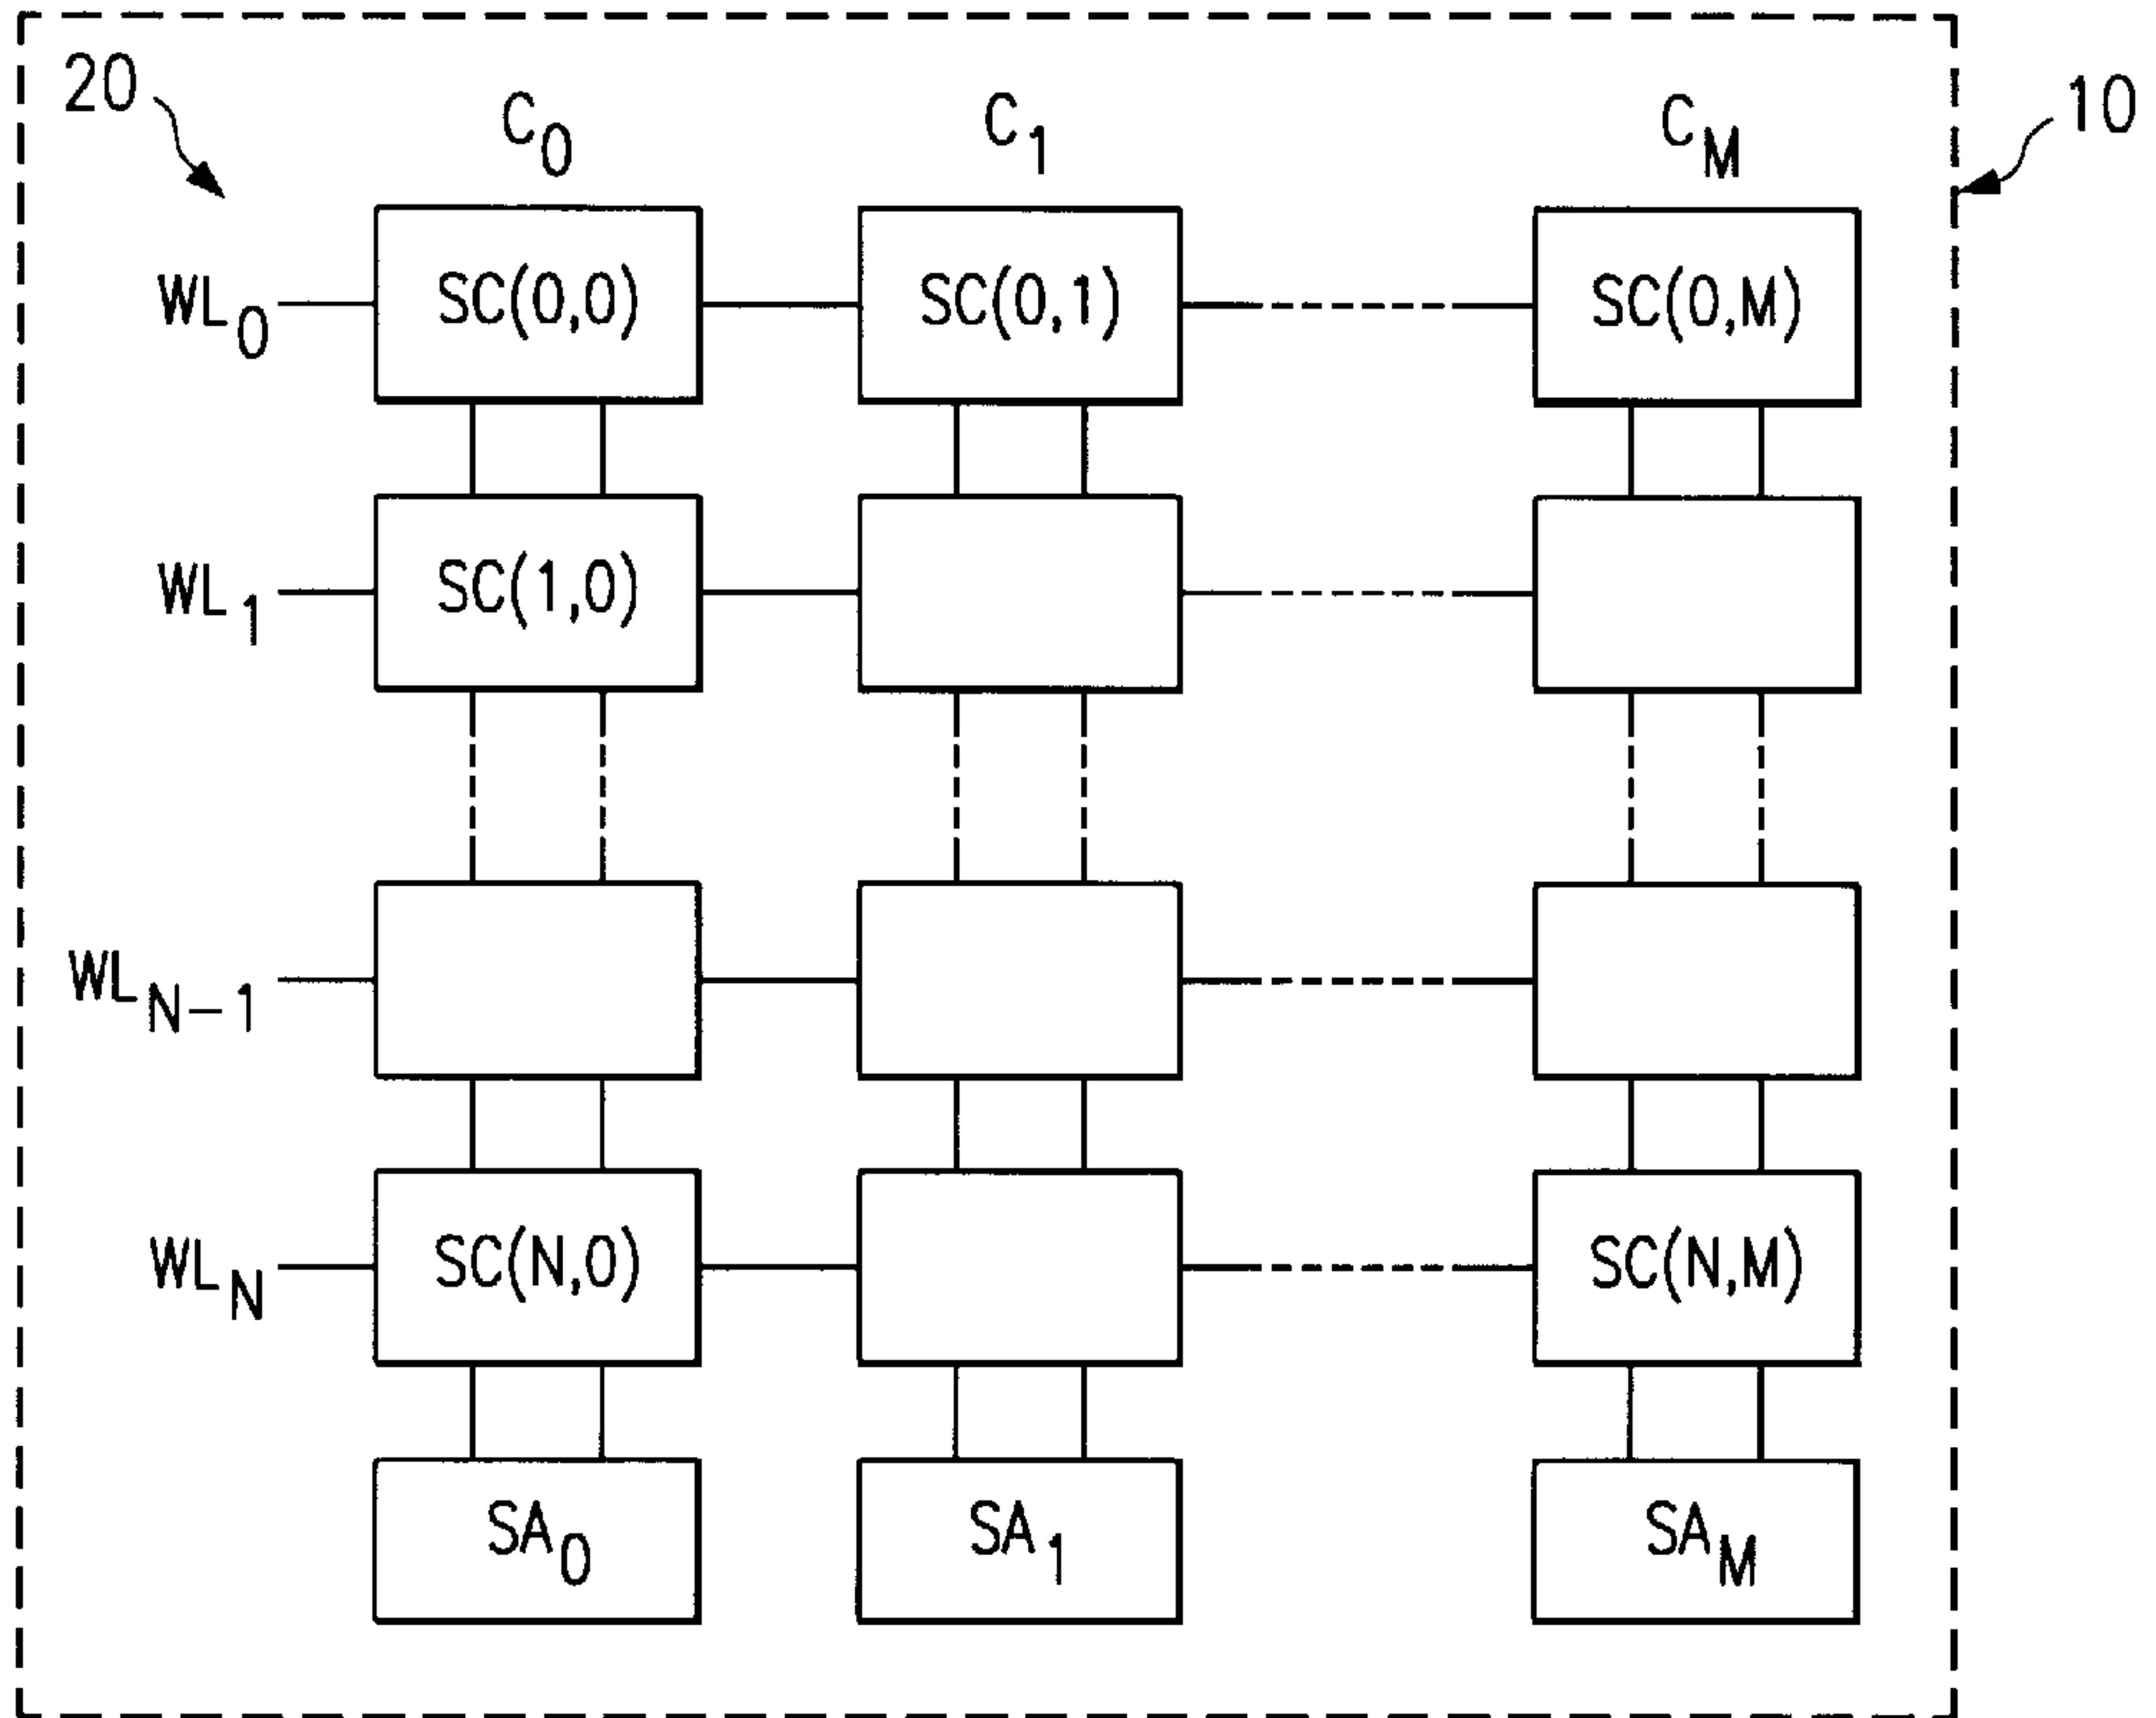 20
10
C0 C1 CM
WL0 SC(0,0) SC(0,1) SC(0,M)
WL1 SC(1,0)
WLN-1
WLN SC(N,0) SC(N,M)
SA0 SA1 SAM